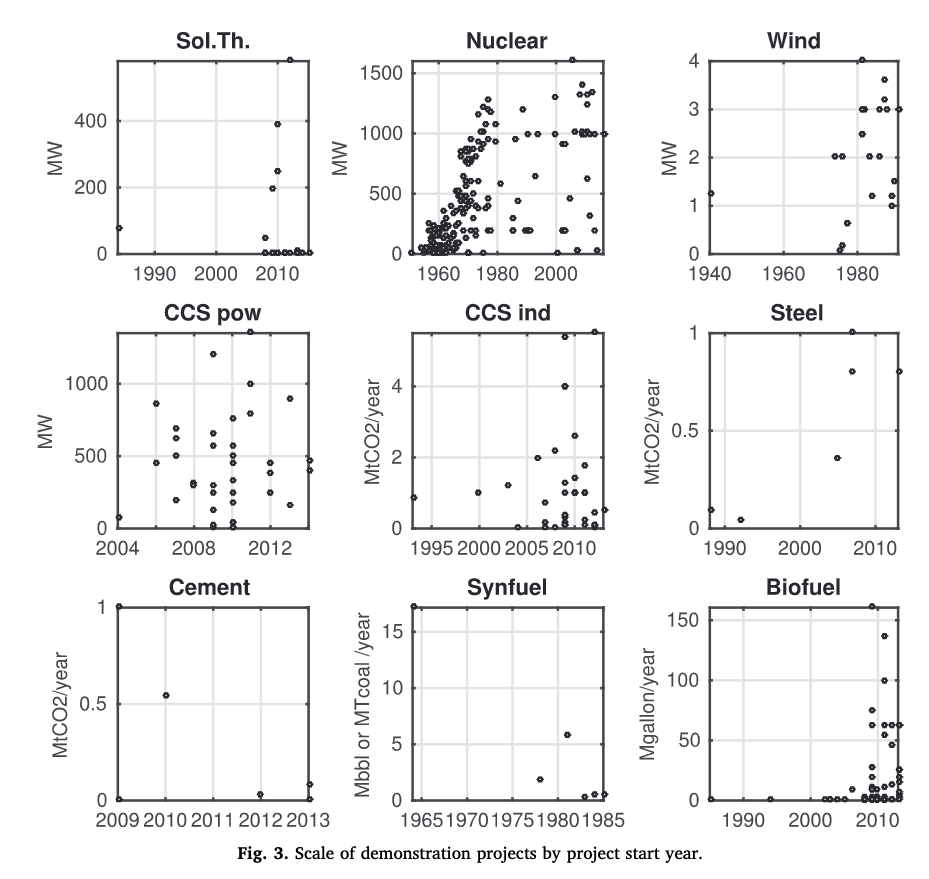 Sol.Th.
MW
400
200
0
1990 2000 2010
Nuclear
MW
1500
1000
500
0
1960 1980 2000
Wind
MW
4
3
2
1
0
1940 1960 1980
CCS pow
MW
1000
500
0
2004 2008 2012
CCS ind
MtCO2/year
4
2
0
1995 2000 2005 2010
Steel
MtCO2/year
1
0.5
0
1990 2000 2010
Cement
MtCO2/year
1
0.5
0
2009 2010 2011 2012 2013
Synfuel
Mbbl or MTcoal /year
15
10
5
0
1965 1970 1975 1980 1985
Biofuel
Mgallon/year
150
100
50
0
1990 2000 2010
Fig. 3. Scale of demonstration projects by project start year.